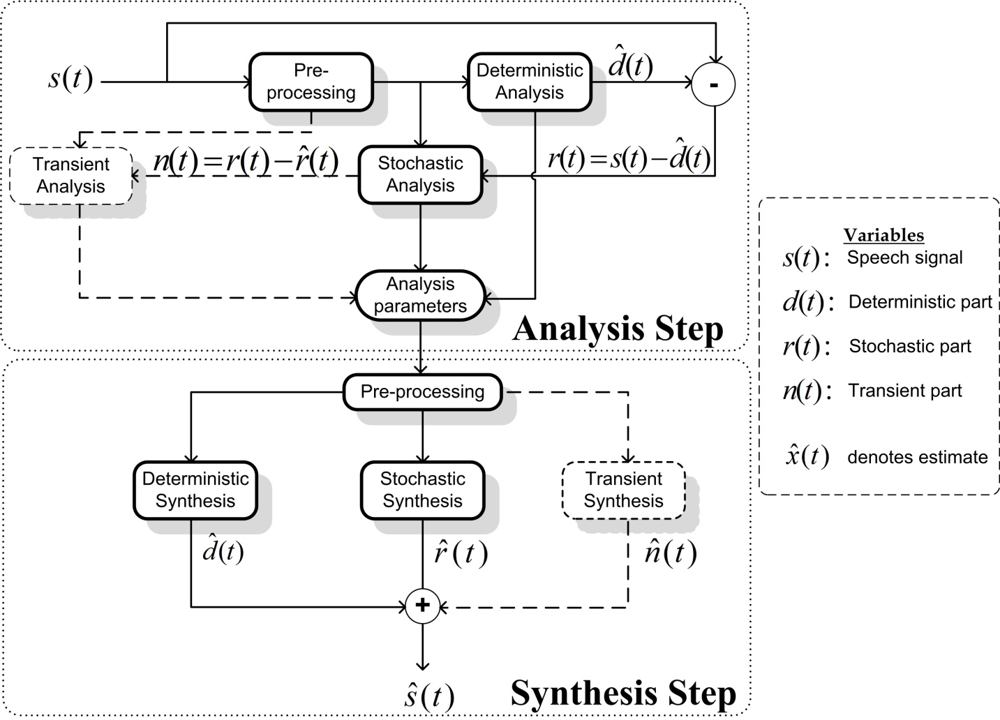 s(t)
Pre-
processing
Deterministic
Analysis
d̂(t)
-
Transient
Analysis
n(t)=r(t)−r̂(t)
Stochastic
Analysis
r(t)=s(t)−d̂(t)
Analysis
parameters
Analysis Step
Variables
s(t): Speech signal
d(t): Deterministic part
r(t): Stochastic part
n(t): Transient part
x̂(t) denotes estimate
Pre-processing
Deterministic
Synthesis
Stochastic
Synthesis
Transient
Synthesis
d̂(t)
r̂(t)
n̂(t)
+
ŝ(t)
Synthesis Step